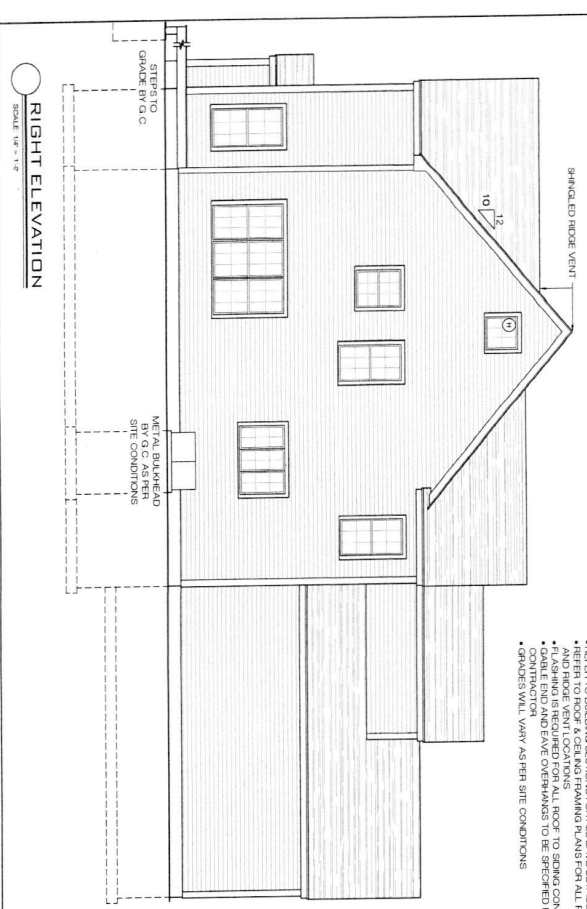 • REFER TO ROOF & CEILING FRAMING PLANS FOR ALL
AND RIDGE VENT LOCATIONS
• FLASHING IS REQUIRED FOR ALL ROOF TO SIDING
• GABLE END AND EAVE OVERHANGS TO BE SPECIFIED
CONTRACTOR
• GRADES WILL VARY AS PER SITE CONDITIONS
SHINGLED RIDGE VENT
12
10
H
STEPS TO
GRADE BY G.C.
METAL BULKHEAD
BY G.C. AS PER
SITE CONDITIONS
RIGHT ELEVATION
SCALE: 1/4" = 1'-0"